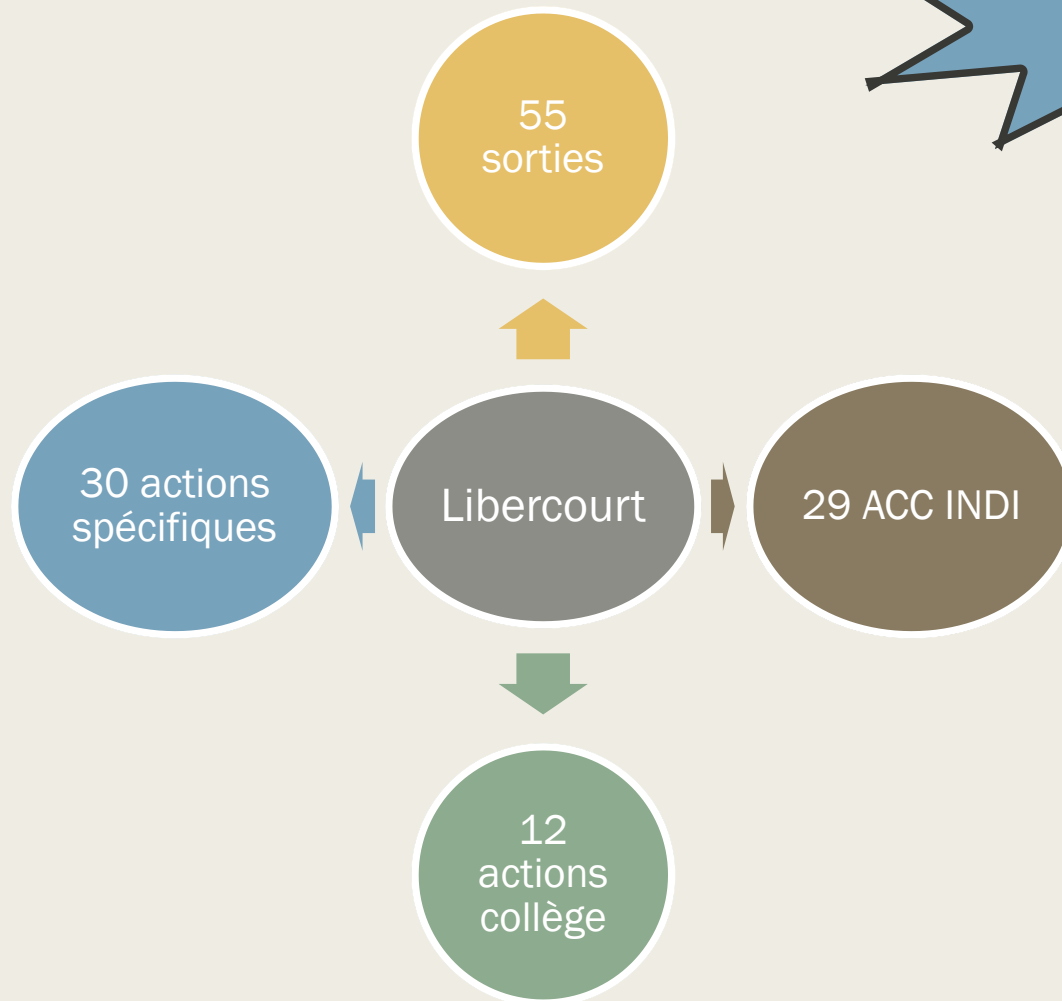 55
sorties
30 actions
spécifiques
Libercourt
29 ACC INDI
12
actions
collège